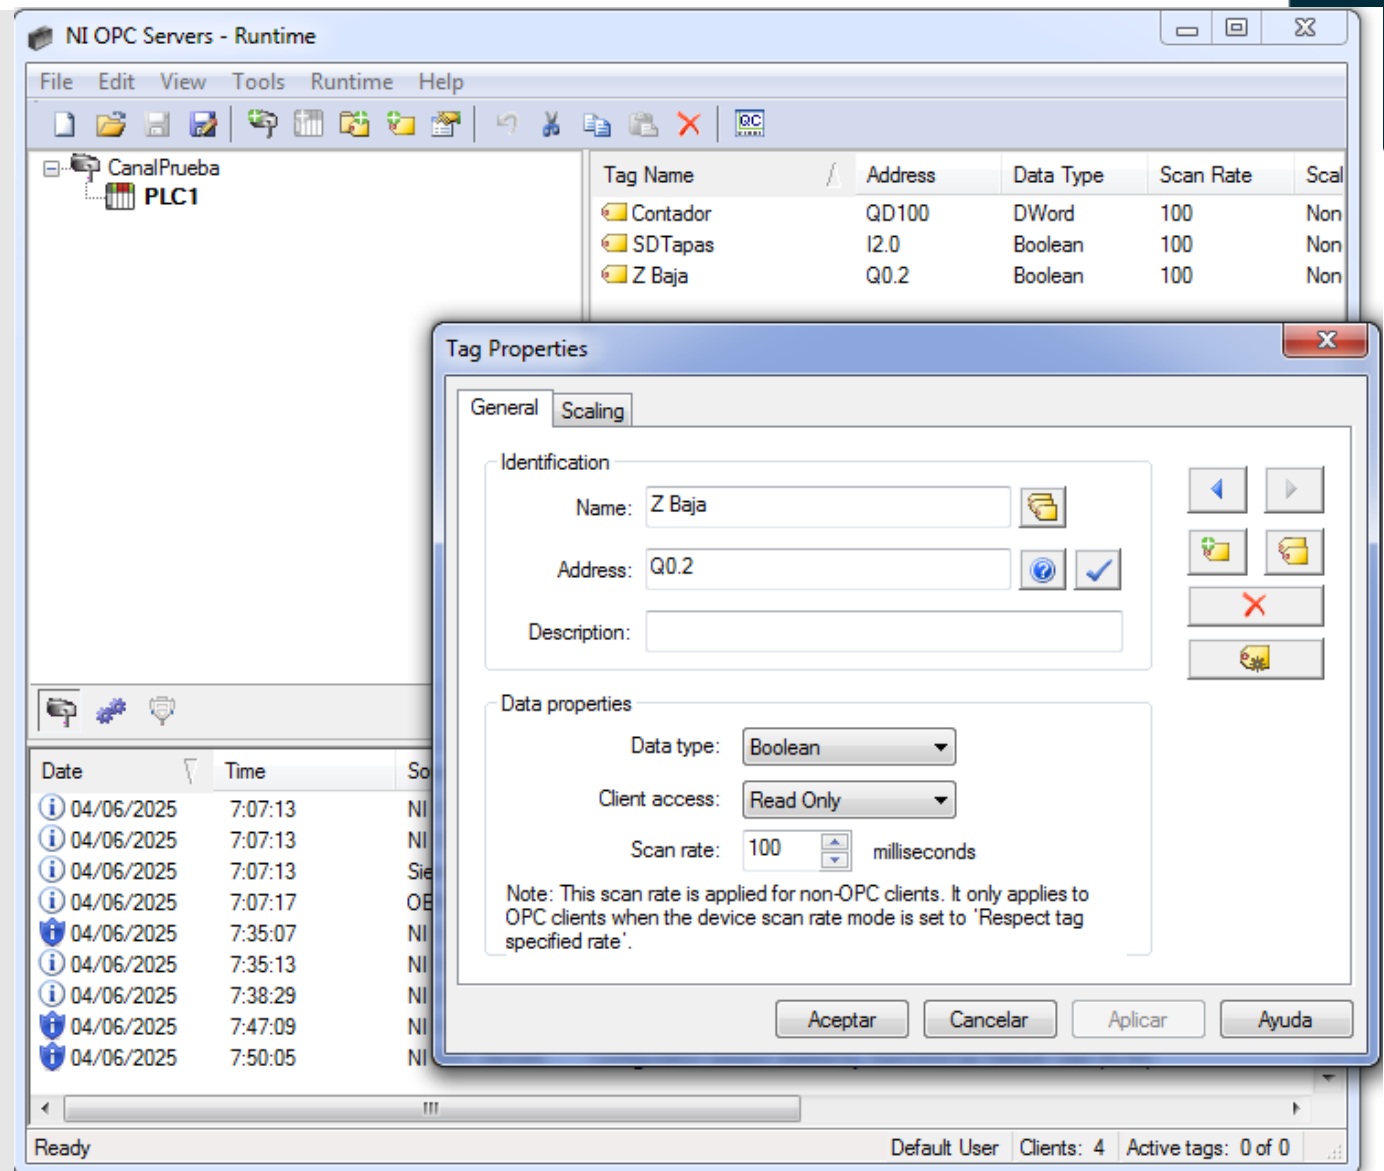 NI OPC Servers - Runtime
File Edit View Tools Runtime Help
QC
CanalPrueba
PLC1
Tag Name Address Data Type Scan Rate Scal
Contador QD100 DWord 100 Non
SDTapas I2.0 Boolean 100 Non
Z Baja Q0.2 Boolean 100 Non
Tag Properties
General Scaling
Identification
Name: Z Baja
Address: Q0.2
Description:
Data properties
Data type: Boolean
Client access: Read Only
Scan rate: 100 milliseconds
Note: This scan rate is applied for non-OPC clients. It only applies to
OPC clients when the device scan rate mode is set to 'Respect tag
specified rate'.
Aceptar Cancelar Aplicar Ayuda
Date Time So
04/06/2025 7:07:13 NI
04/06/2025 7:07:13 NI
04/06/2025 7:07:13 Sie
04/06/2025 7:07:17 OE
04/06/2025 7:35:07 NI
04/06/2025 7:35:13 NI
04/06/2025 7:38:29 NI
04/06/2025 7:47:09 NI
04/06/2025 7:50:05 NI
Ready Default User Clients: 4 Active tags: 0 of 0